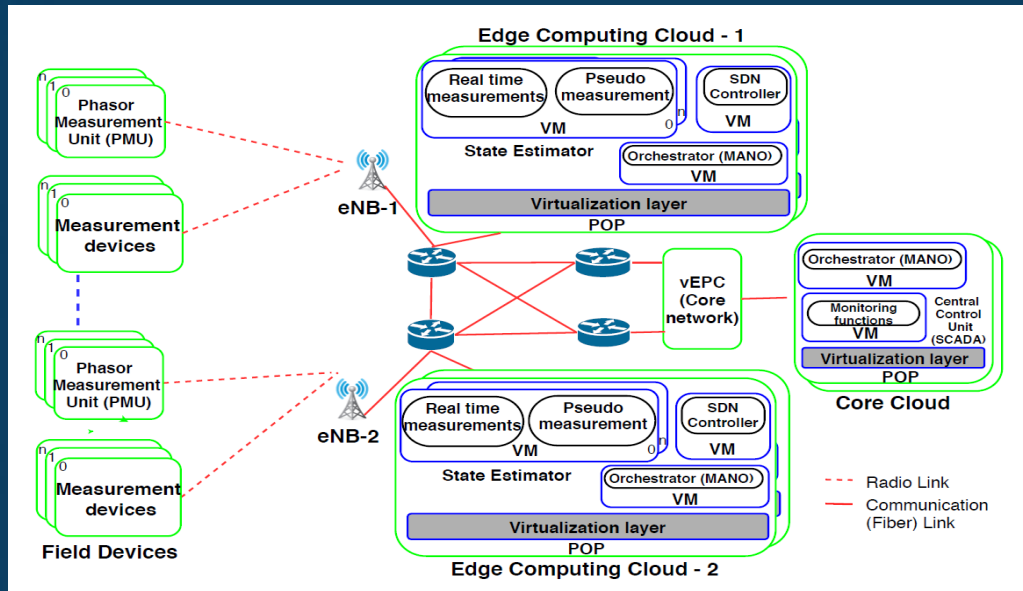 Edge Computing Cloud - 1
n
1
0
Phasor
Measurement
Unit (PMU)
Real time
measurements
Pseudo
measurement
VM
0
n
State Estimator
SDN
Controller
VM
Orchestrator (MANO)
VM
Virtualization layer
POP
n
1
0
Measurement
devices
eNB-1
vEPC
(Core
network)
Orchestrator (MANO)
VM
Monitoring
functions
VM
Central
Control
Unit
(SCADA)
Virtualization layer
POP
Core Cloud
n
1
0
Phasor
Measurement
Unit (PMU)
eNB-2
Real time
measurements
Pseudo
measurement
VM
0
n
State Estimator
SDN
Controller
VM
Orchestrator (MANO)
VM
Virtualization layer
POP
Edge Computing Cloud - 2
n
1
0
Measurement
devices
Field Devices
Radio Link
Communication
(Fiber) Link